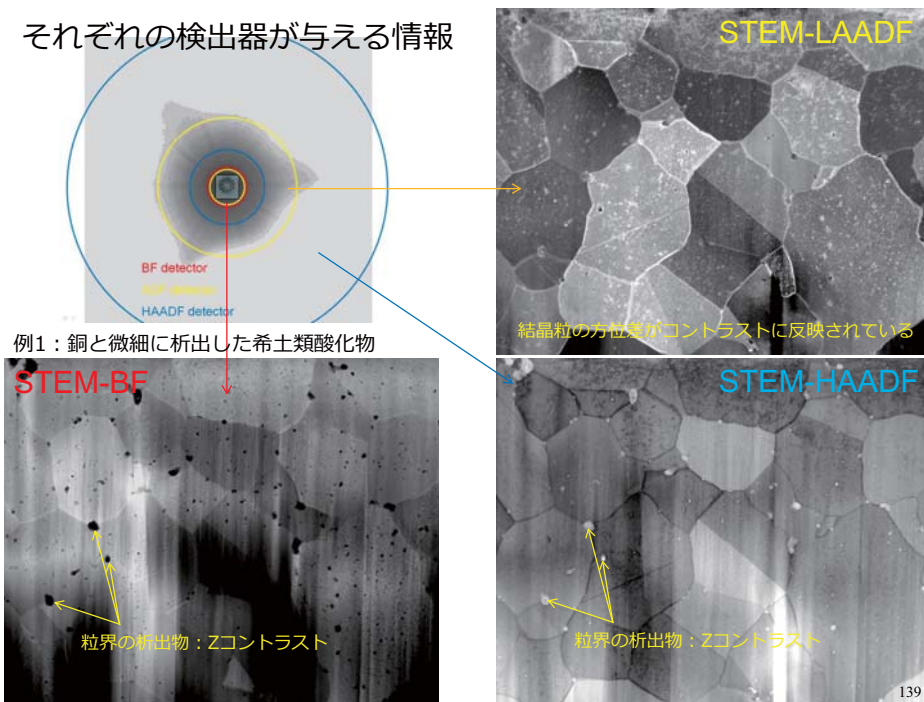 それぞれの検出器が与える情報
STEM-LAADF
BF detector
HAADF detector
例1：銅と微細に析出した希土類酸化物
結晶粒の方位差がコントラストに反映されている
STEM-BF
STEM-HAADF
粒界の析出物：Zコントラスト
粒界の析出物：Zコントラスト
139